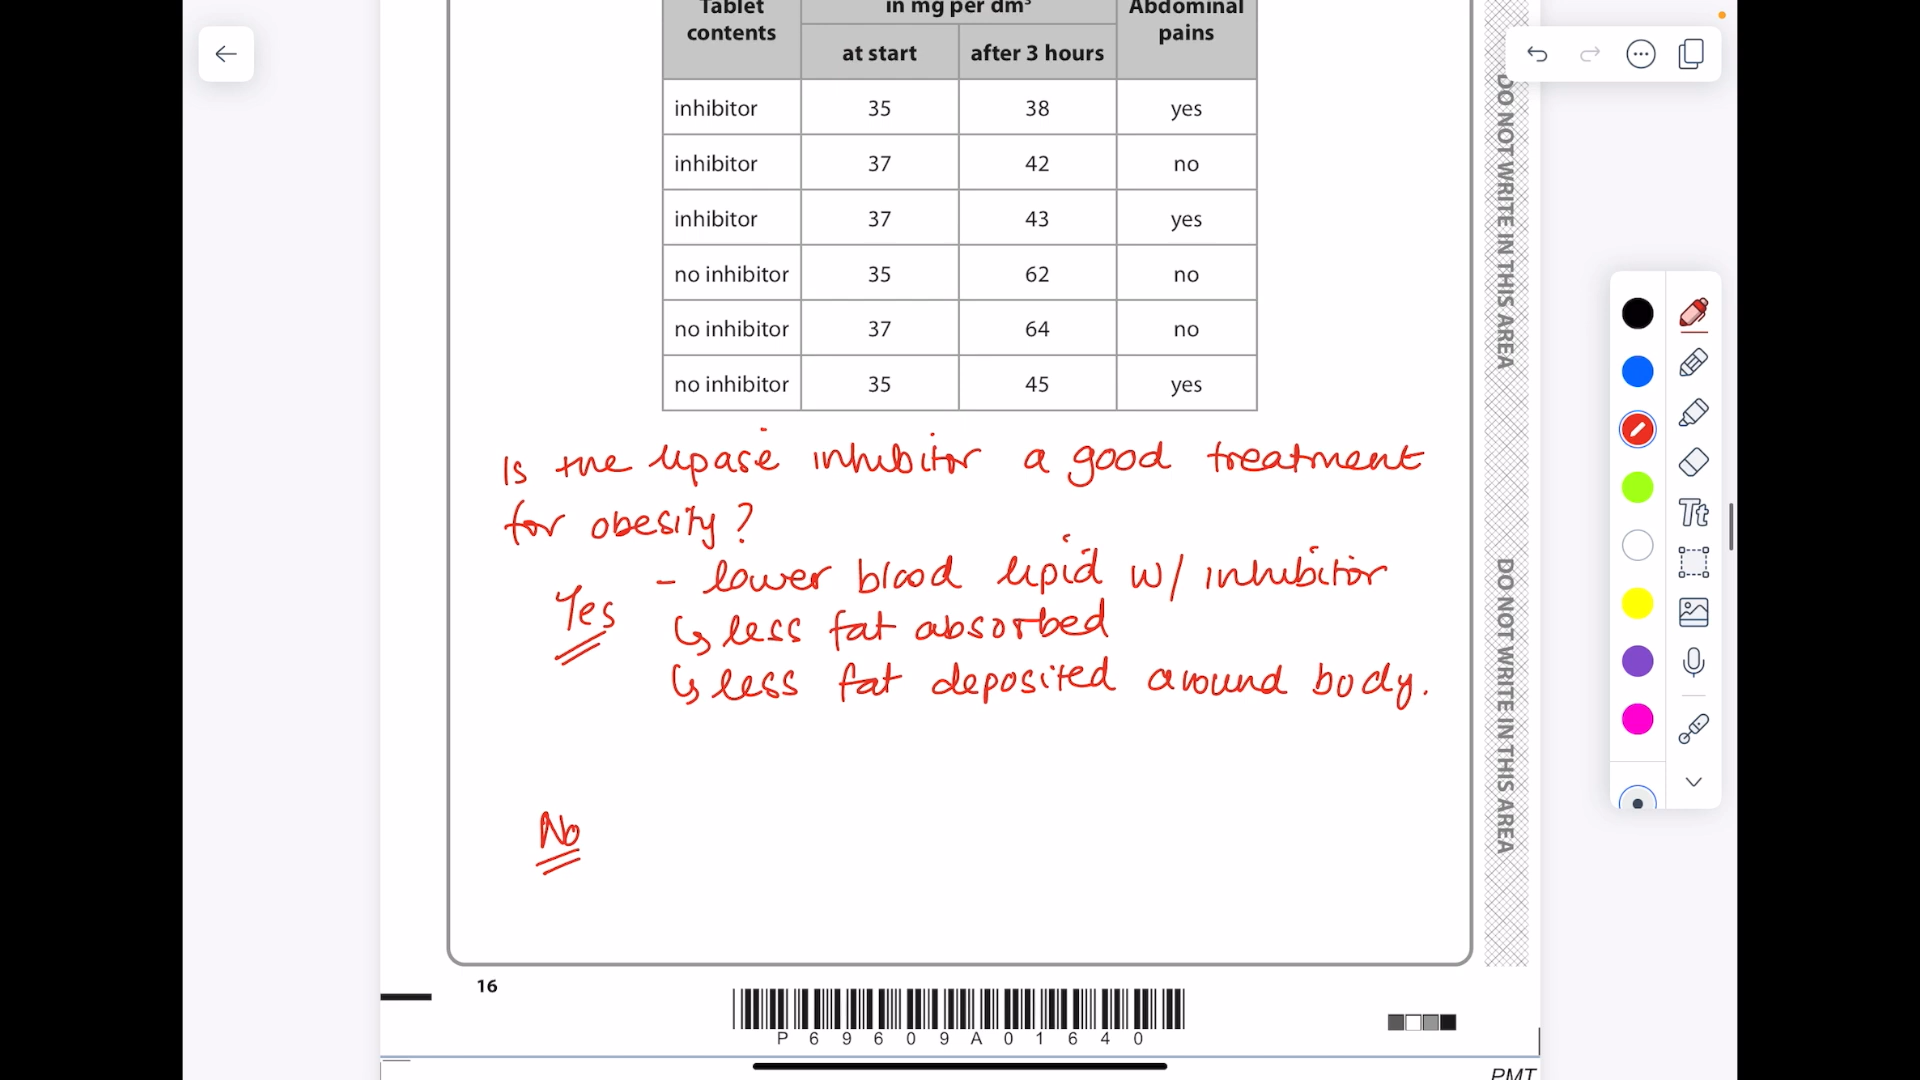 Tablet contents
in mg per dm³
Abdominal pains
at start
after 3 hours
inhibitor 35 38 yes
inhibitor 37 42 no
inhibitor 37 43 yes
no inhibitor 35 62 no
no inhibitor 37 64 no
no inhibitor 35 45 yes
Is the lipase inhibitor a good treatment
for obesity?
Yes
- lower blood lipid w/ inhibitor
↳ less fat absorbed
↳ less fat deposited around body.
No
16
P69609A01640
DO NOT WRITE IN THIS AREA
DO NOT WRITE IN THIS AREA
Tt
PMT